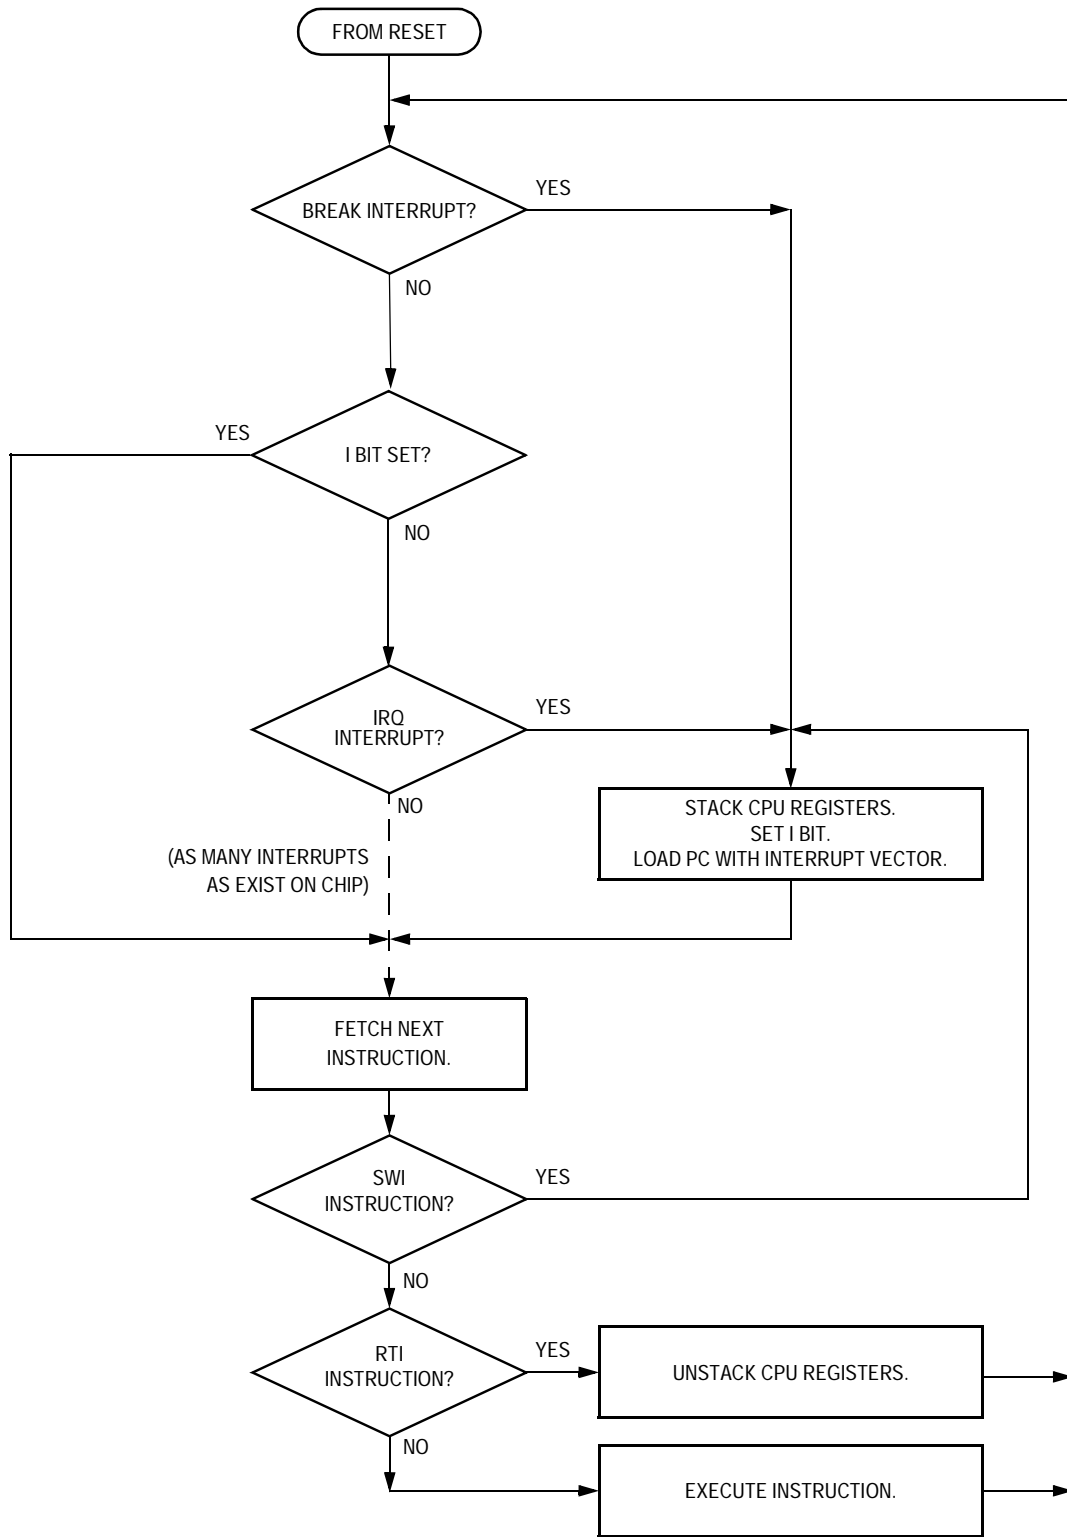 FROM RESET
BREAK INTERRUPT?
YES
NO
YES
I BIT SET?
NO
IRQ
INTERRUPT?
YES
NO
(AS MANY INTERRUPTS
AS EXIST ON CHIP)
STACK CPU REGISTERS.
SET I BIT.
LOAD PC WITH INTERRUPT VECTOR.
FETCH NEXT
INSTRUCTION.
SWI
INSTRUCTION?
YES
NO
RTI
INSTRUCTION?
YES
UNSTACK CPU REGISTERS.
NO
EXECUTE INSTRUCTION.